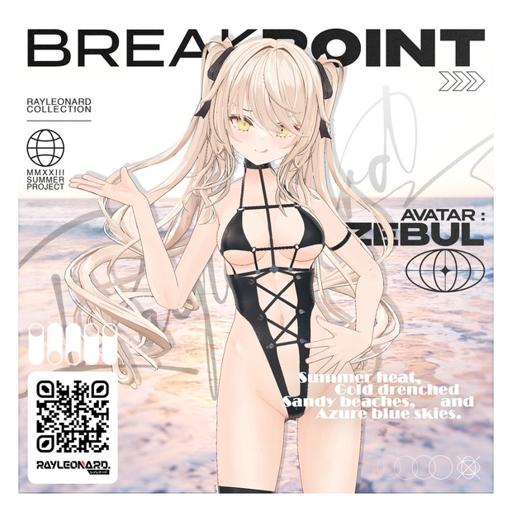 BREAKPOINT
RAYLEONARD
COLLECTION
MMXXIII
SUMMER
PROJECT
AVATAR :
ZEBUL
Summer heat,
Gold drenched
Sandy beaches, and
Azure blue skies.
RAYLEONARD.